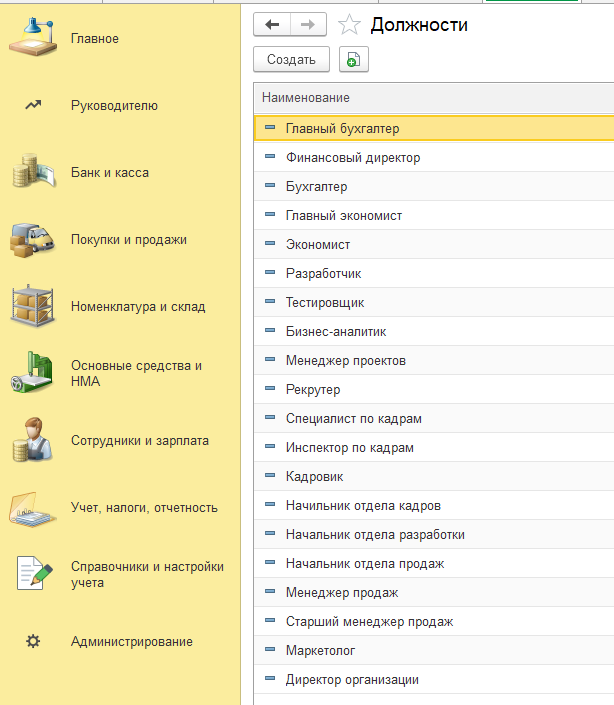 Главное
Руководителю
Банк и касса
Покупки и продажи
Номенклатура и склад
Основные средства и
НМА
Сотрудники и зарплата
Учет, налоги, отчетность
Справочники и настройки
учета
Администрирование
Должности
Создать
Наименование
Главный бухгалтер
Финансовый директор
Бухгалтер
Главный экономист
Экономист
Разработчик
Тестировщик
Бизнес-аналитик
Менеджер проектов
Рекрутер
Специалист по кадрам
Инспектор по кадрам
Кадровик
Начильник отдела кадров
Начальник отдела разработки
Начальник отдела продаж
Менеджер продаж
Старший менеджер продаж
Маркетолог
Директор организации